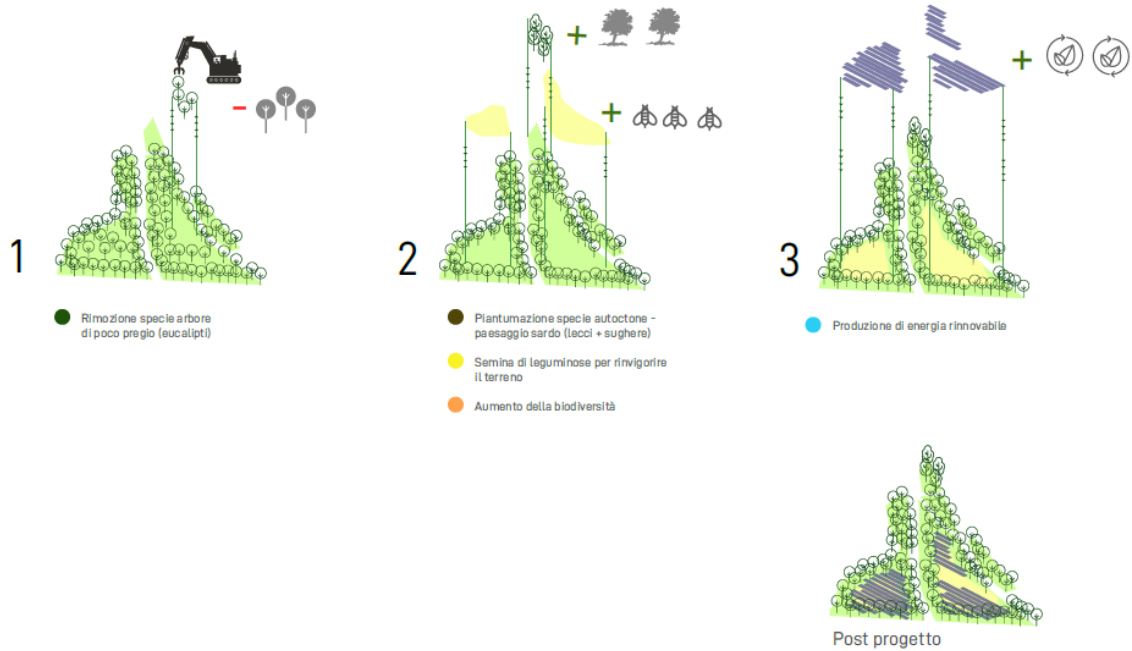 1
Rimozione specie arboree
di poco pregio (eucalipti)
2
Piantumazione specie autoctone -
paesaggio sardo (lecci + sughere)
Semina di leguminose per rinvigorire
il terreno
Aumento della biodiversità
3
Produzione di energia rinnovabile
Post progetto